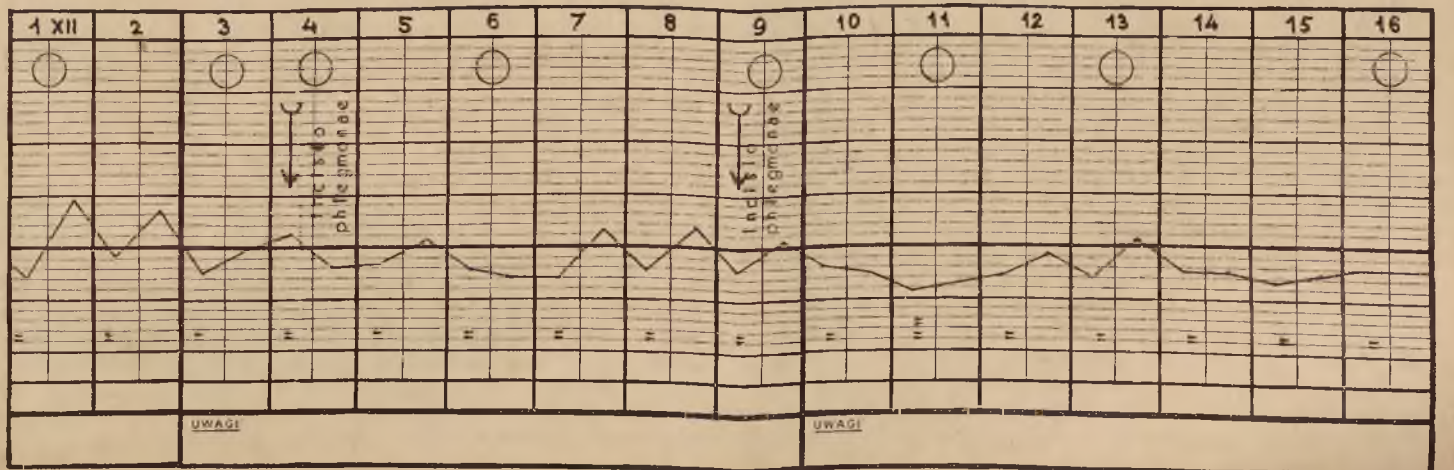 1 XII 2 3 4 5 6 7 8 9 10 11 12 13 14 15 16
Incisio
phlegmonae
Incisio
phlegmonae
" " " " " " " " " " "" " " " " "
UWAGI UWAGI